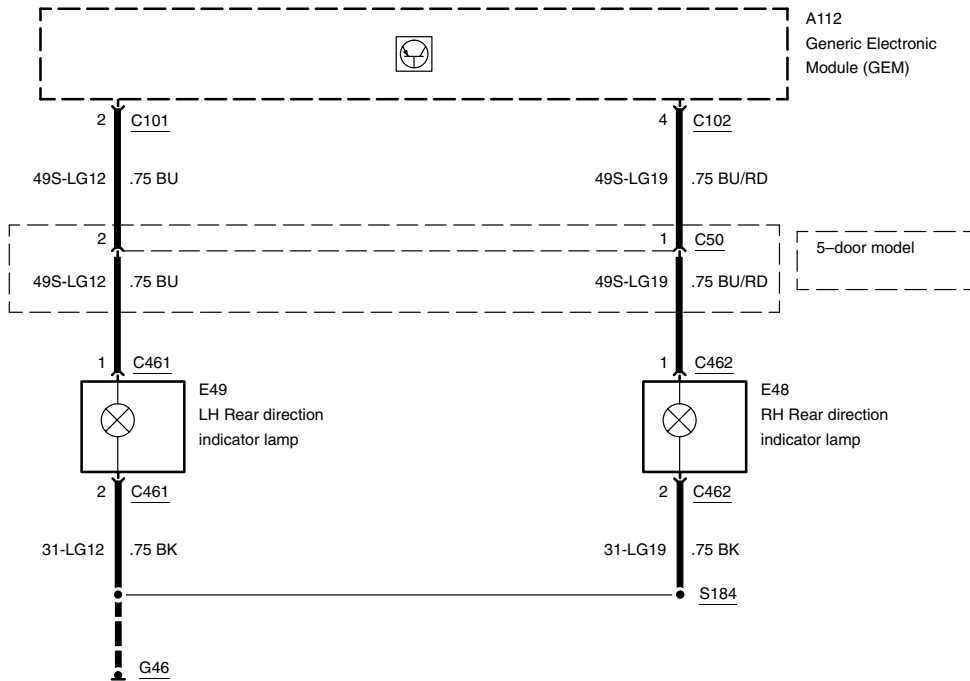 A112
Generic Electronic
Module (GEM)
2 C101
4 C102
49S-LG12 .75 BU
49S-LG19 .75 BU/RD
2
1 C50
5–door model
49S-LG12 .75 BU
49S-LG19 .75 BU/RD
1 C461
1 C462
E49
LH Rear direction
indicator lamp
E48
RH Rear direction
indicator lamp
2 C461
2 C462
31-LG12 .75 BK
31-LG19 .75 BK
S184
G46